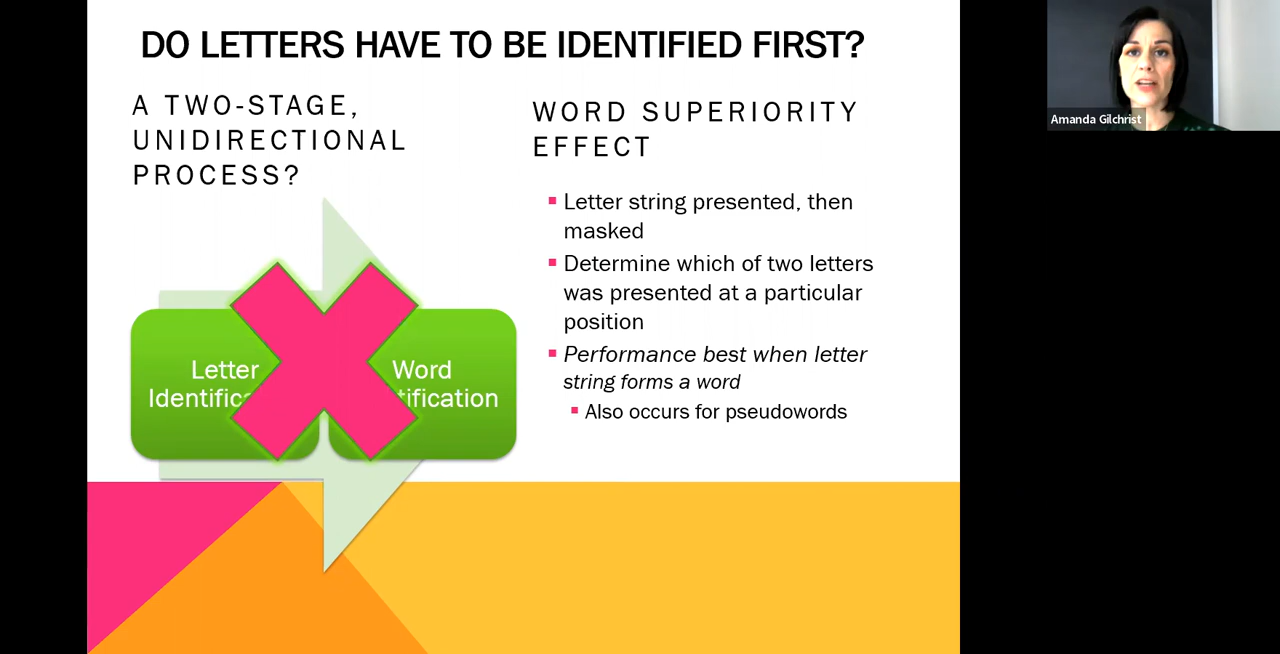 DO LETTERS HAVE TO BE IDENTIFIED FIRST?
A TWO-STAGE,
UNIDIRECTIONAL
PROCESS?
Letter
Identifica
Word
tification
WORD SUPERIORITY
EFFECT
Letter string presented, then
masked
Determine which of two letters
was presented at a particular
position
Performance best when letter
string forms a word
Also occurs for pseudowords
Amanda Gilchrist